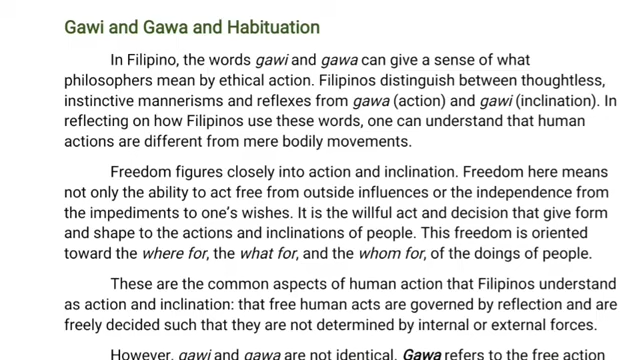 Gawi and Gawa and Habituation
In Filipino, the words gawi and gawa can give a sense of what
philosophers mean by ethical action. Filipinos distinguish between thoughtless,
instinctive mannerisms and reflexes from gawa (action) and gawi (inclination). In
reflecting on how Filipinos use these words, one can understand that human
actions are different from mere bodily movements.
Freedom figures closely into action and inclination. Freedom here means
not only the ability to act free from outside influences or the independence from
the impediments to one's wishes. It is the willful act and decision that give form
and shape to the actions and inclinations of people. This freedom is oriented
toward the where for, the what for, and the whom for, of the doings of people.
These are the common aspects of human action that Filipinos understand
as action and inclination: that free human acts are governed by reflection and are
freely decided such that they are not determined by internal or external forces.
However, gawi and gawa are not identical. Gawa refers to the free action